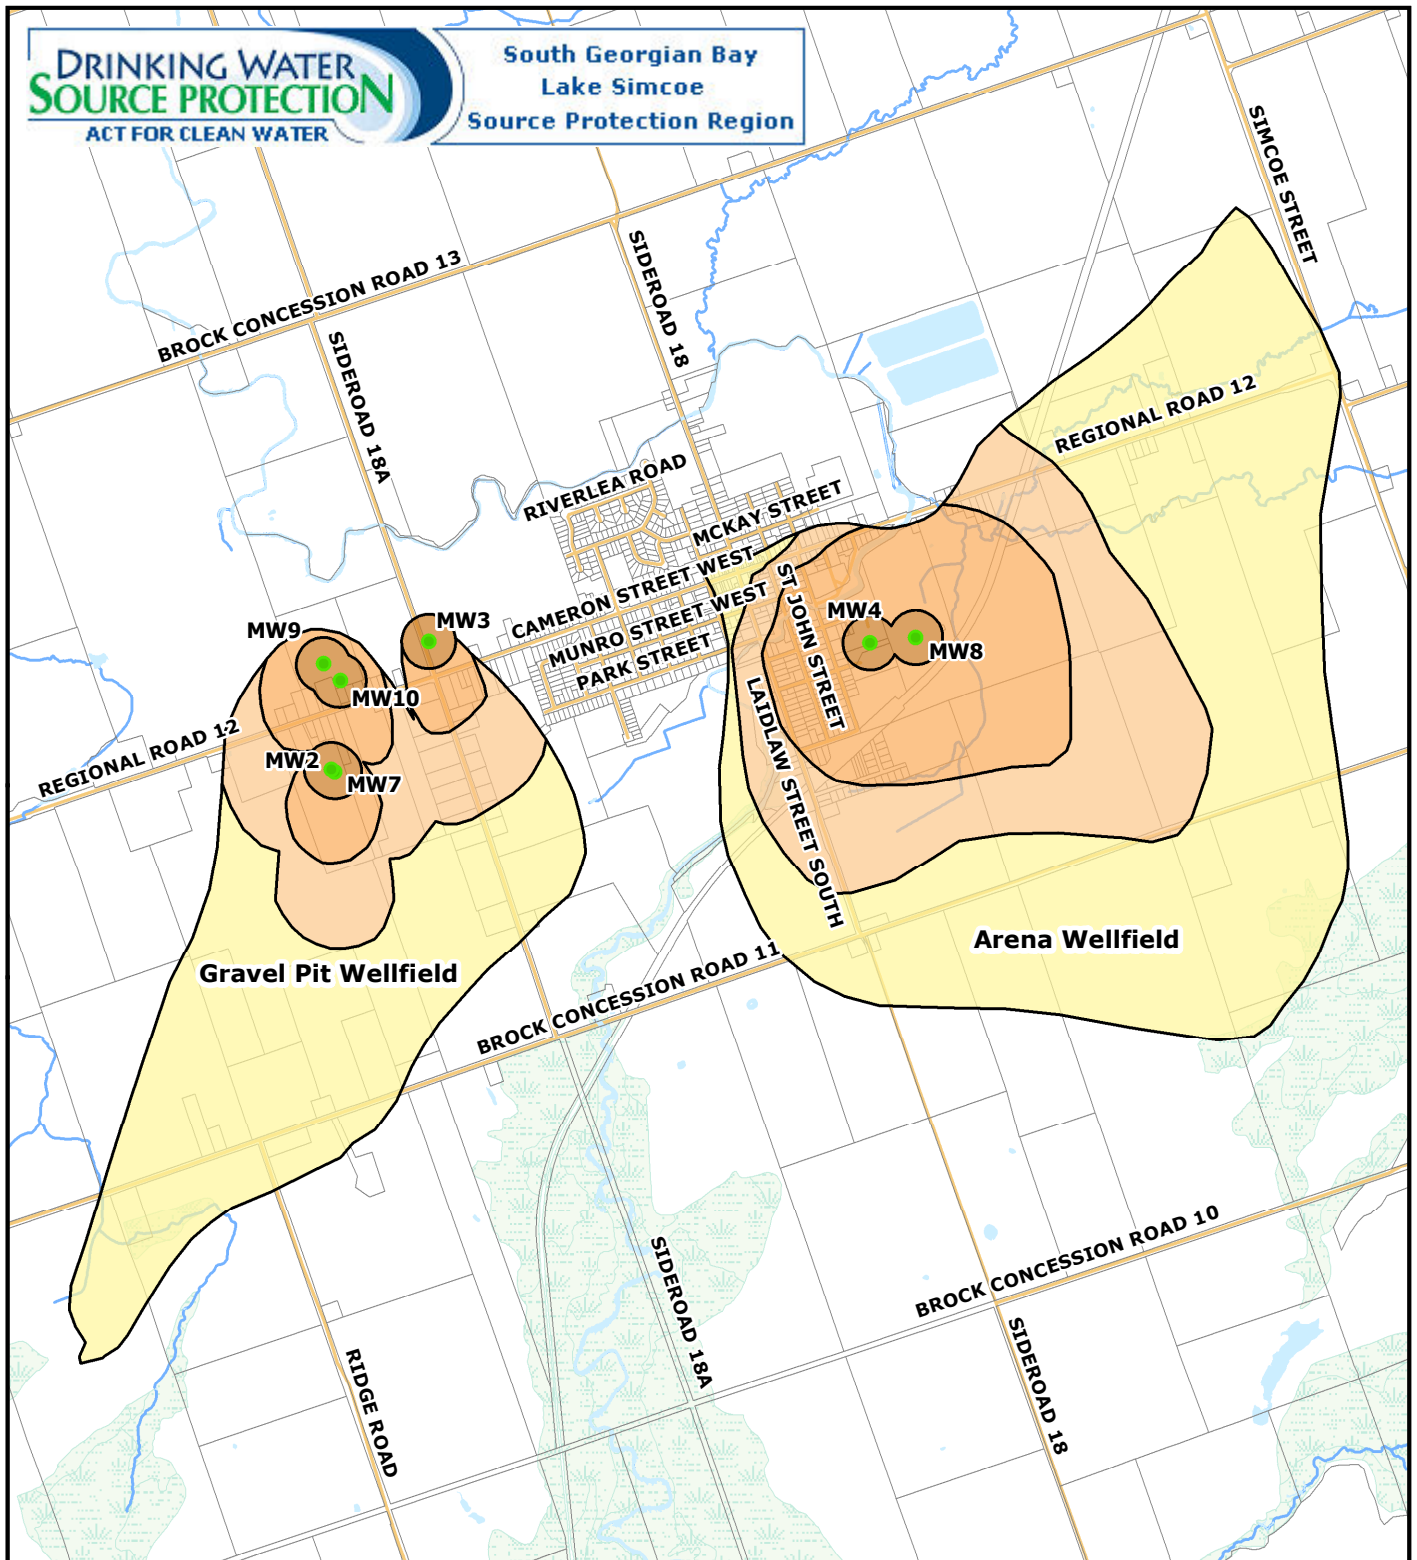 DRINKING WATER
SOURCE PROTECTION
ACT FOR CLEAN WATER
South Georgian Bay
Lake Simcoe
Source Protection Region
SIMCOE STREET
SIDEROAD 18
BROCK CONCESSION ROAD 13
SIDEROAD 18A
REGIONAL ROAD 12
RIVERLEA ROAD
MCKAY STREET
CAMERON STREET WEST
MUNRO STREET WEST
PARK STREET
ST JOHN STREET
MW4
MW8
MW3
MW9
MW10
LAIDLAW STREET SOUTH
REGIONAL ROAD 12
MW2
MW7
Arena Wellfield
Gravel Pit Wellfield
BROCK CONCESSION ROAD 11
BROCK CONCESSION ROAD 10
SIDEROAD 18A
SIDEROAD 18
RIDGE ROAD